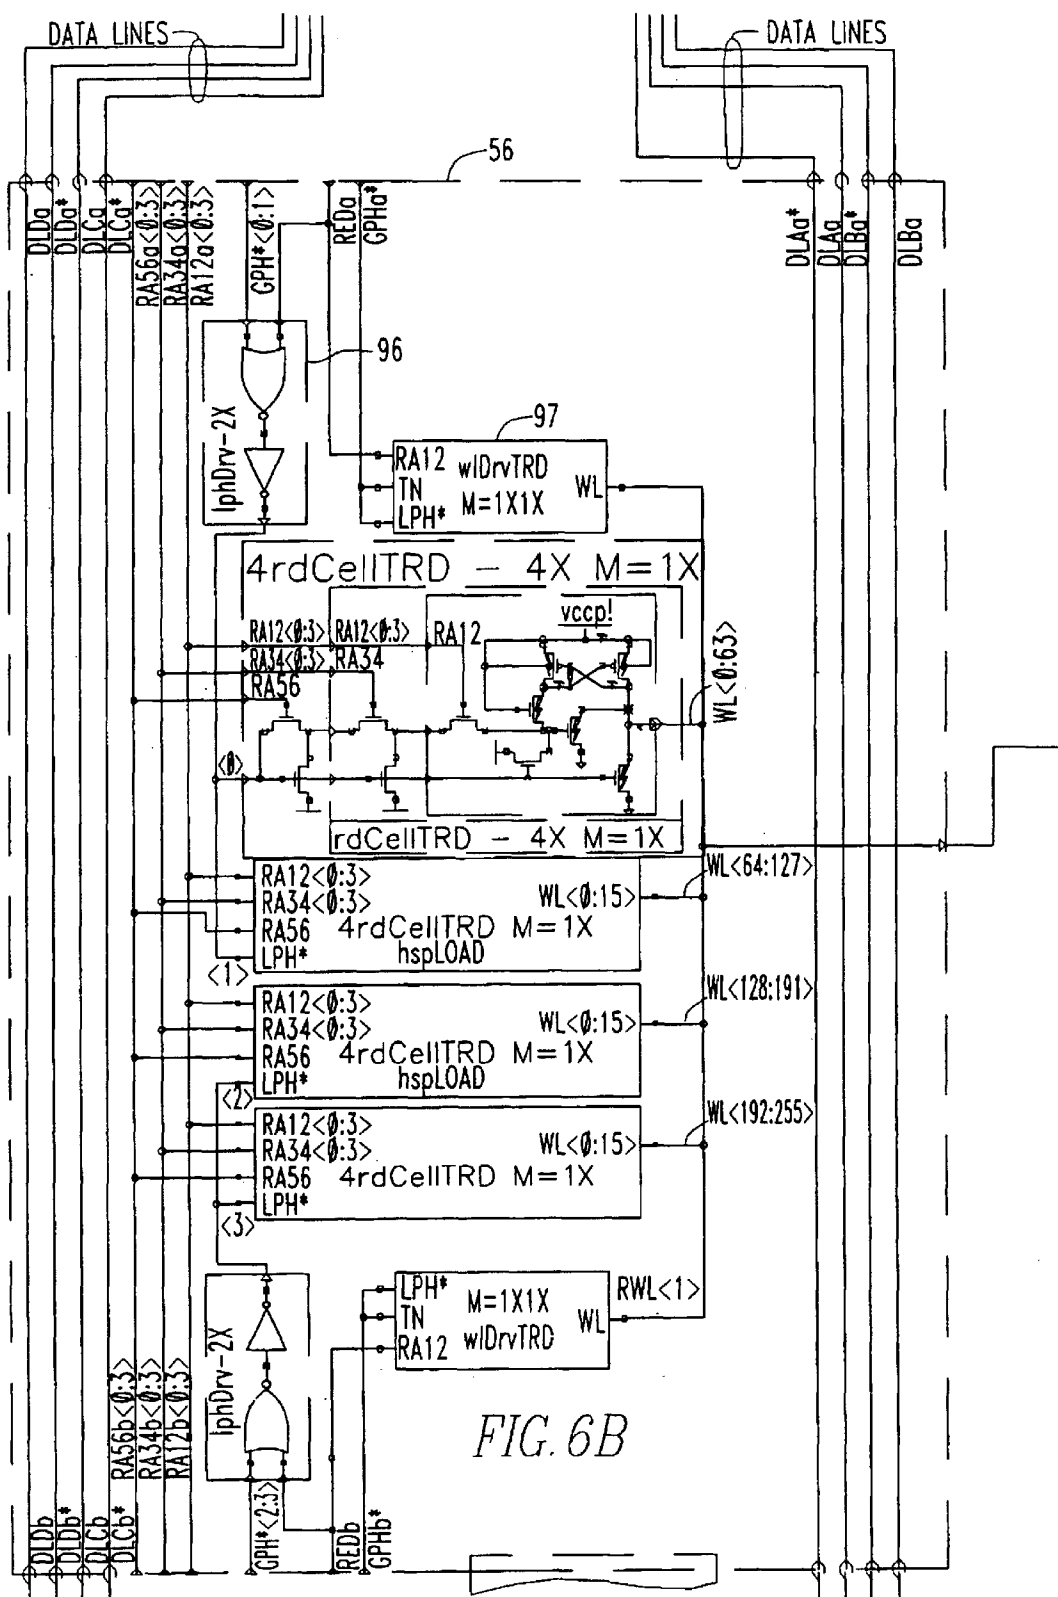 DATA LINES
DATA LINES
56
DLDa
DLDa*
DLCa
DLCa*
RA56a<0:3>
RA34a<0:3>
RA12a<0:3>
GPH*<0:1>
REDa
GPHa*
DLAa*
DLAa
DLBa*
DLBa
96
lphDrv-2X
97
RA12
TN
LPH*
wlDrvTRD
M=1X1X
WL
4rdCellTRD - 4X M=1X
vccp!
RA12<0:3>
RA12<0:3>
RA12
RA34<0:3>
RA34
RA56
WL<0:63>
<0>
rdCellTRD - 4X M=1X
RA12<0:3>
RA34<0:3>
RA56
LPH*
WL<0:15>
4rdCellTRD M=1X
hspLOAD
WL<64:127>
<1>
RA12<0:3>
RA34<0:3>
RA56
LPH*
WL<0:15>
4rdCellTRD M=1X
hspLOAD
WL<128:191>
<2>
RA12<0:3>
RA34<0:3>
RA56
LPH*
WL<0:15>
4rdCellTRD M=1X
WL<192:255>
<3>
lphDrv-2X
LPH*
TN
RA12
M=1X1X
wlDrvTRD
WL
RWL<1>
RA56b<0:3>
RA34b<0:3>
RA12b<0:3>
FIG. 6B
DLDb
DLDb*
DLCb
DLCb*
GPH*<2:3>
REDb
GPHb*